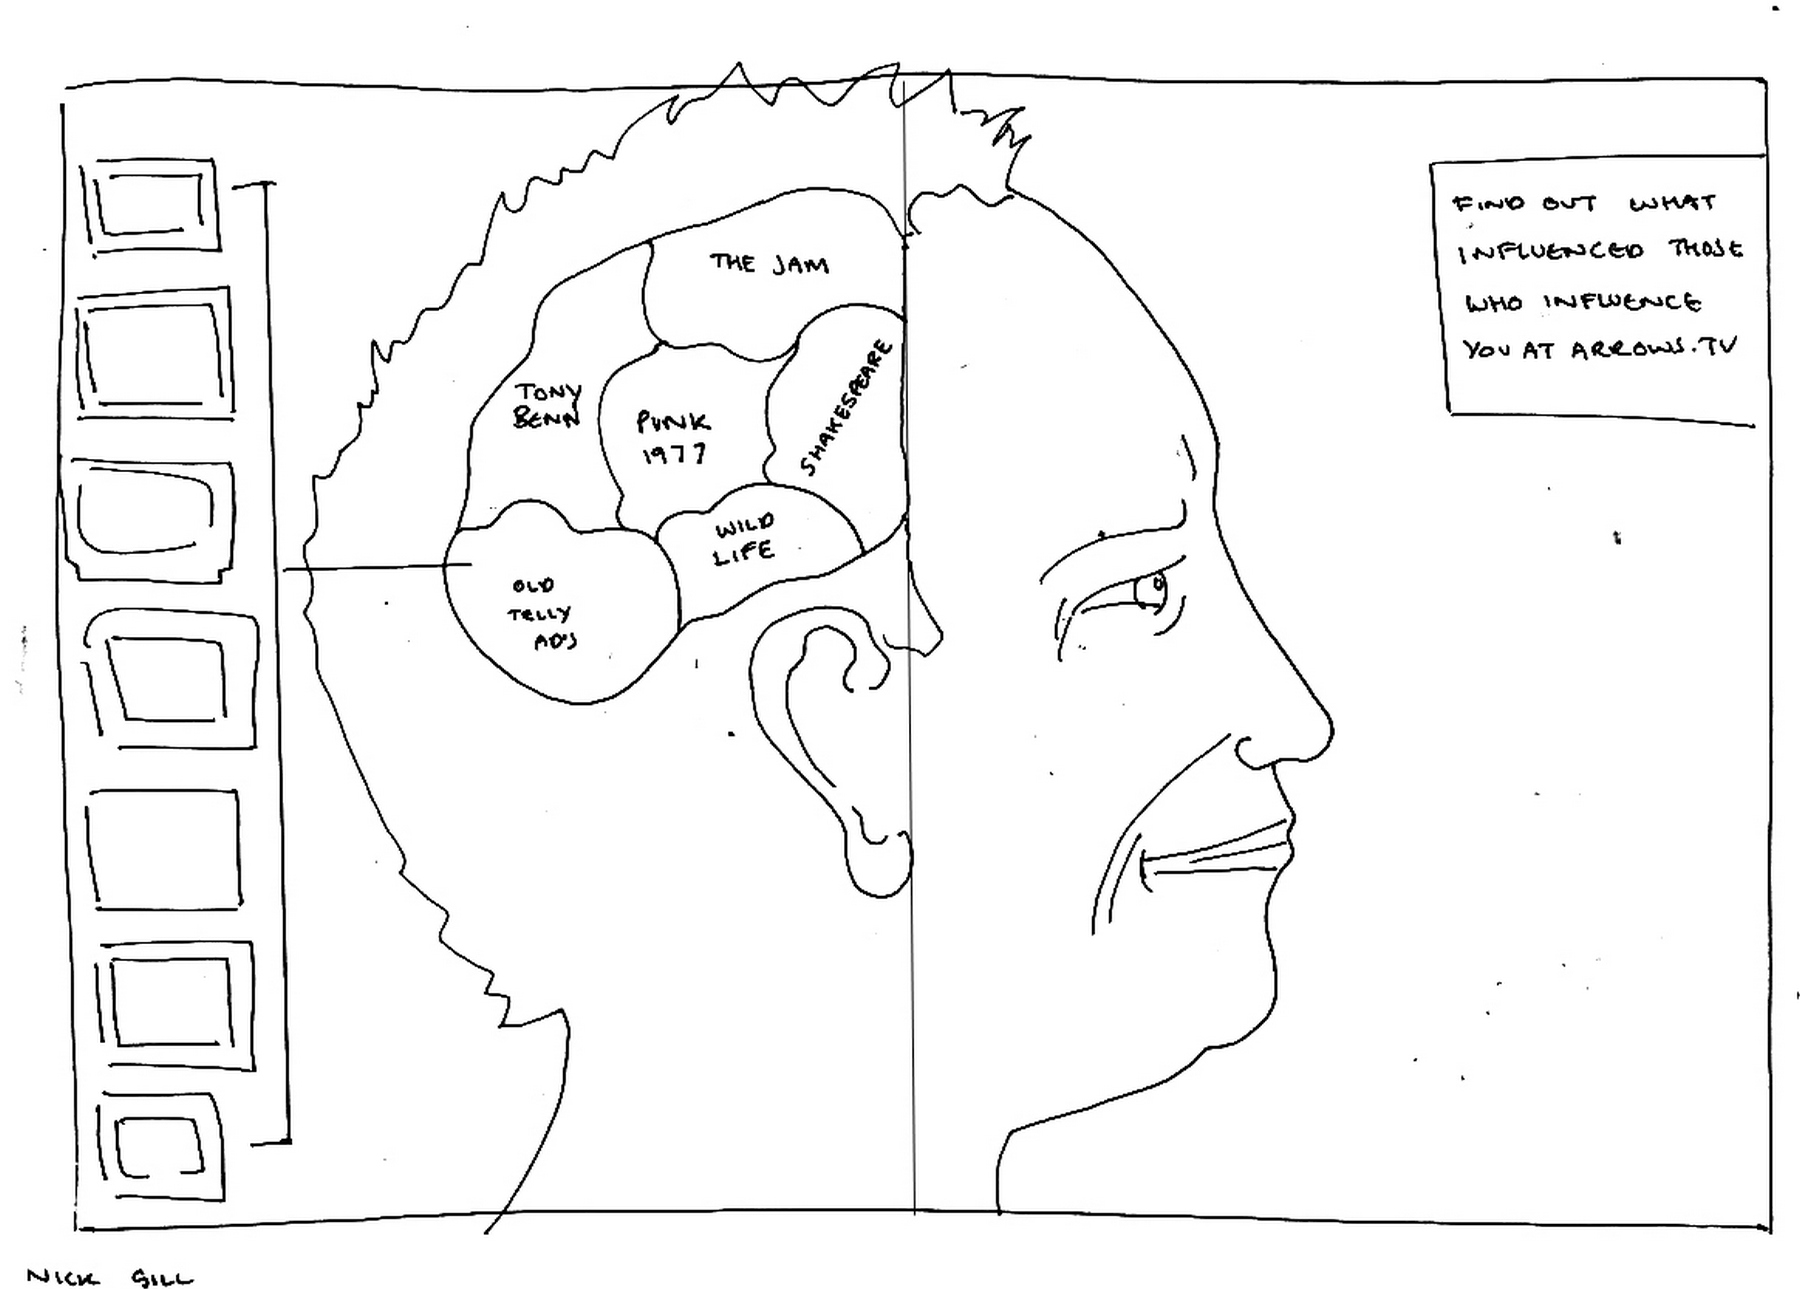 THE JAM
TONY
BENN
PUNK
1977
SHAKESPEARE
WILD
LIFE
OLD
TELLY
AD'S
FIND OUT WHAT
INFLUENCED THOSE
WHO INFLUENCE
YOU AT ARROWS.TV
NICK GILL